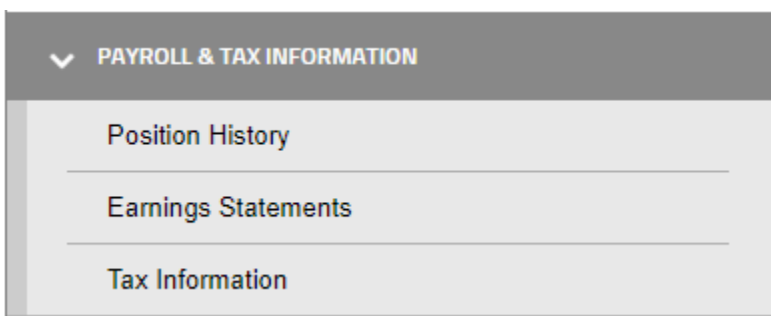 PAYROLL & TAX INFORMATION
Position History
Earnings Statements
Tax Information